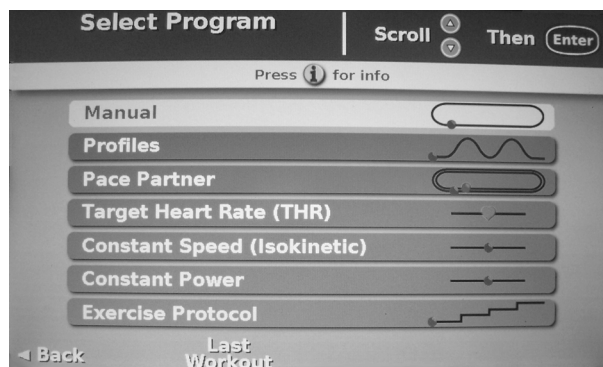 Select Program
Scroll Then Enter
Press i for info
Manual
Profiles
Pace Partner
Target Heart Rate (THR)
Constant Speed (Isokinetic)
Constant Power
Exercise Protocol
Back
Last
Workout